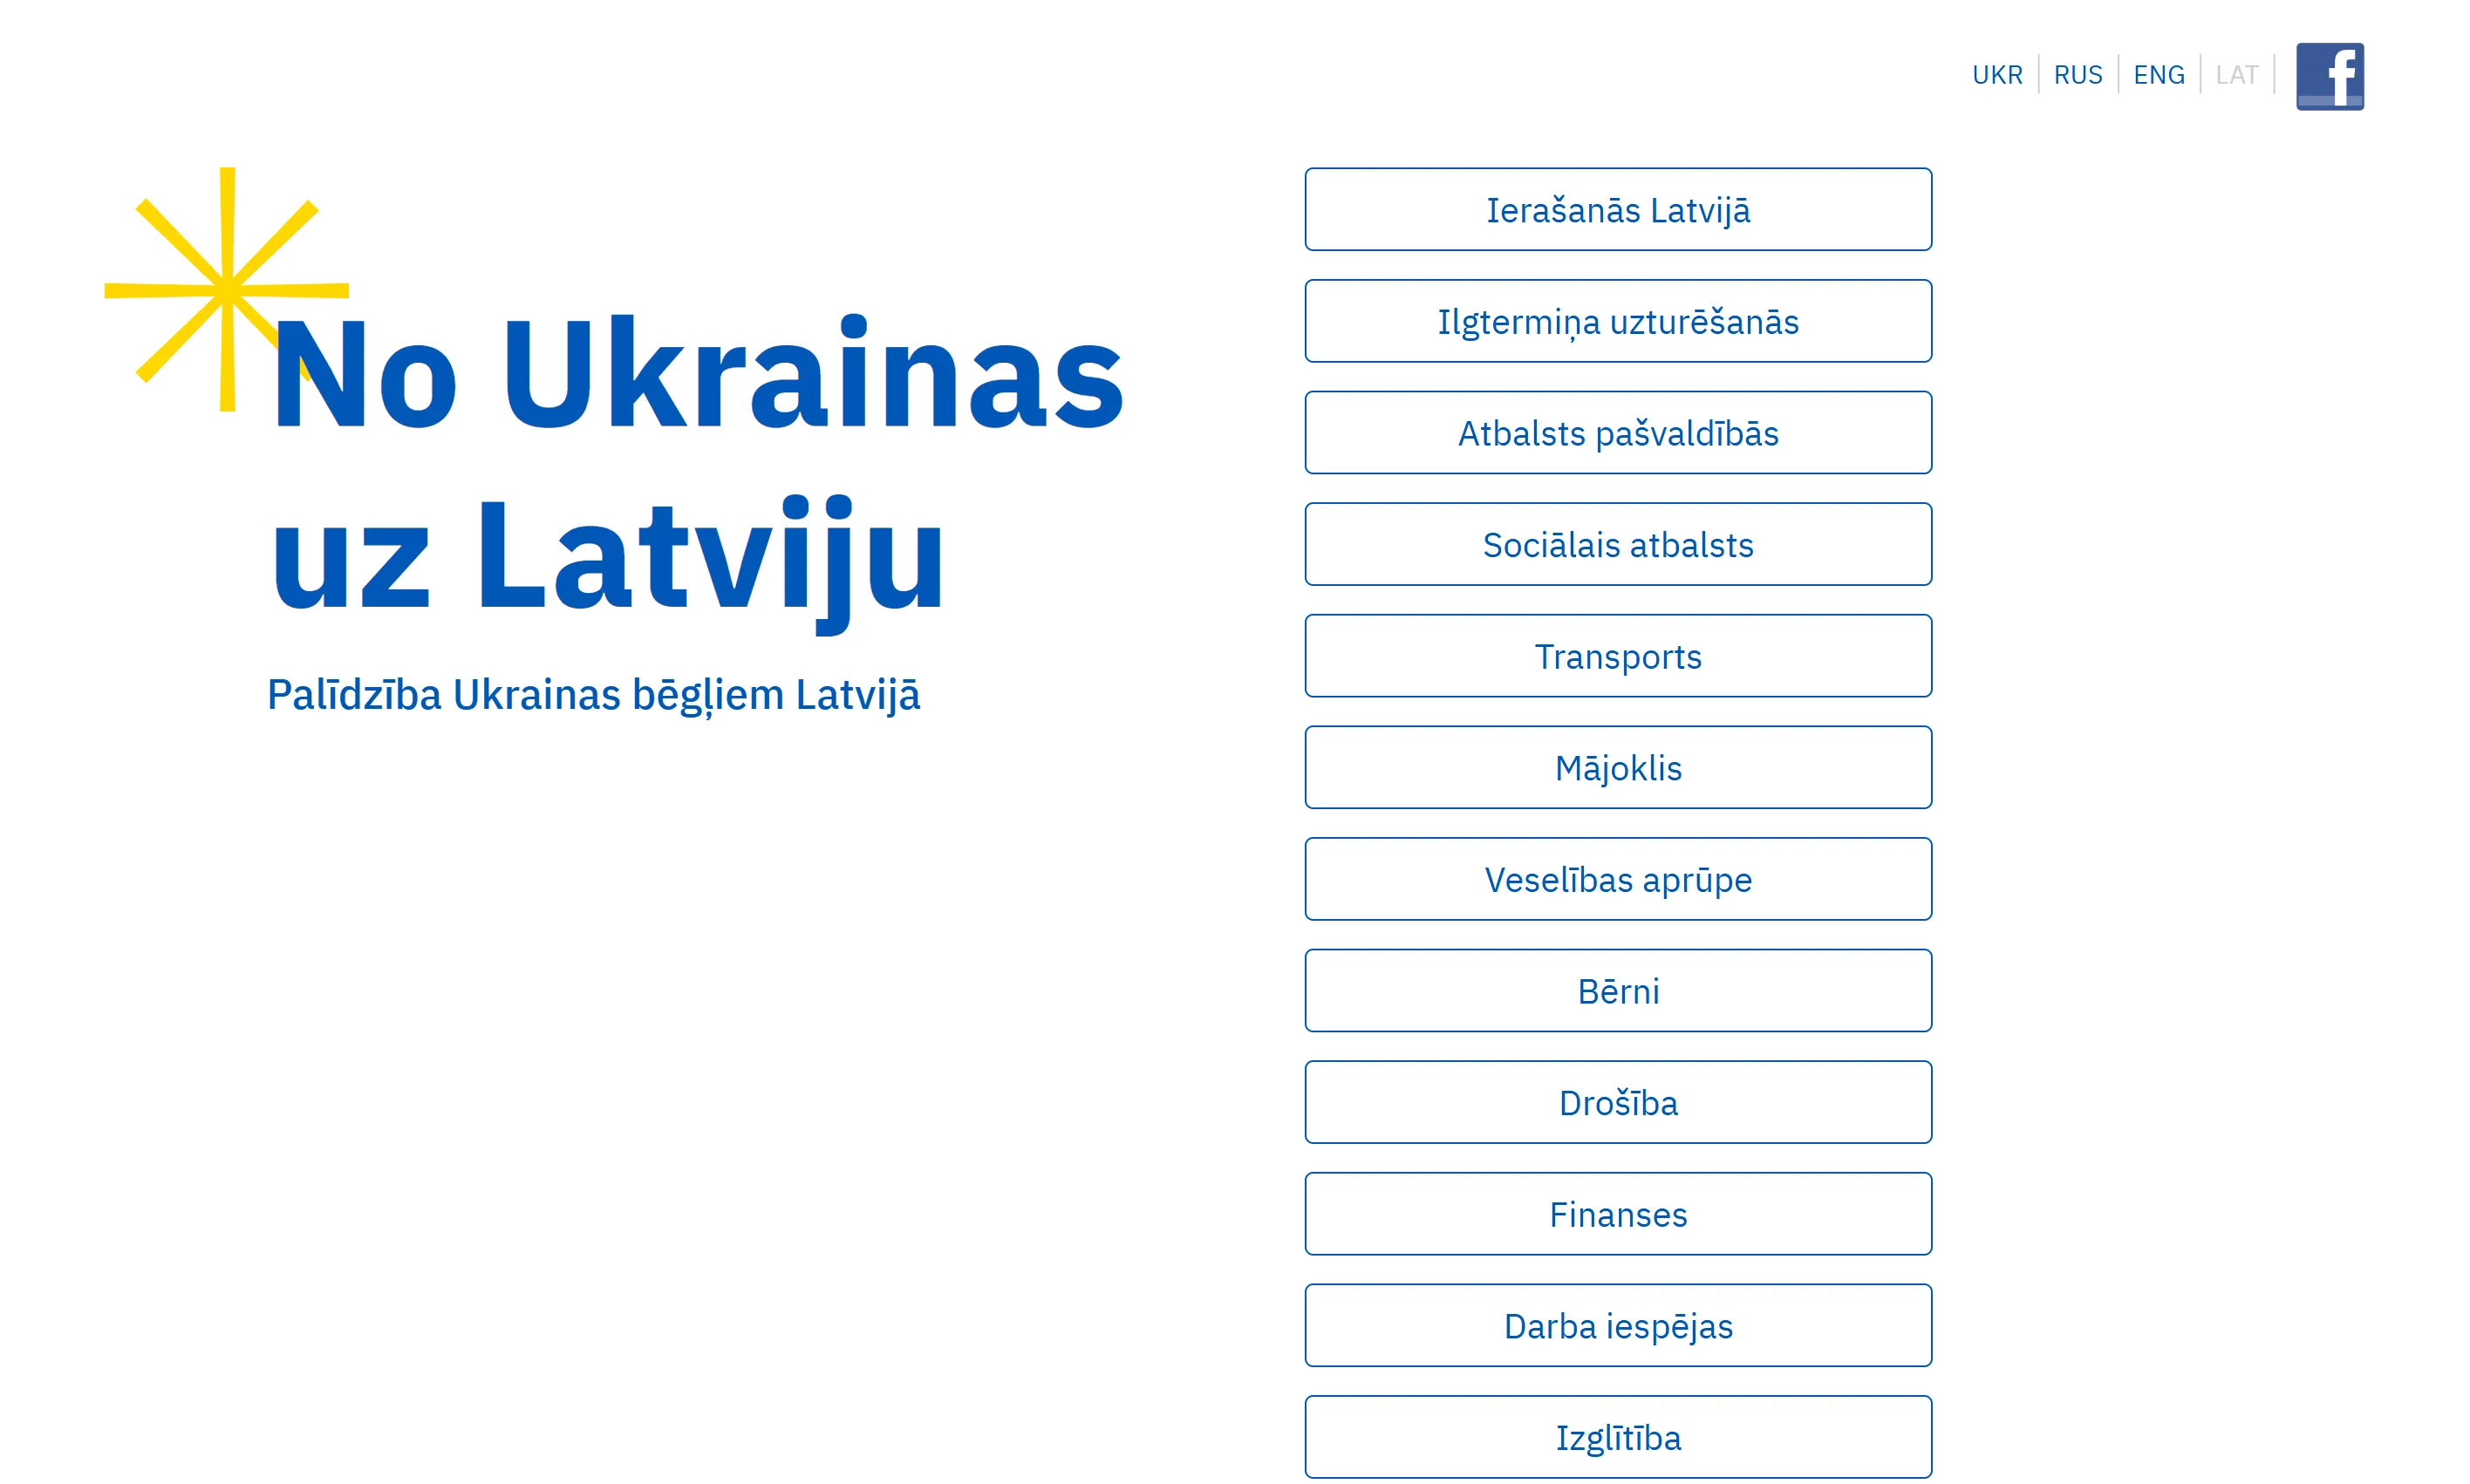 UKR RUS ENG LAT
No Ukrainas
uz Latviju
Palīdzība Ukrainas bēgļiem Latvijā
Ierašanās Latvijā
Ilgtermiņa uzturēšanās
Atbalsts pašvaldībās
Sociālais atbalsts
Transports
Mājoklis
Veselības aprūpe
Bērni
Drošība
Finanses
Darba iespējas
Izglītība